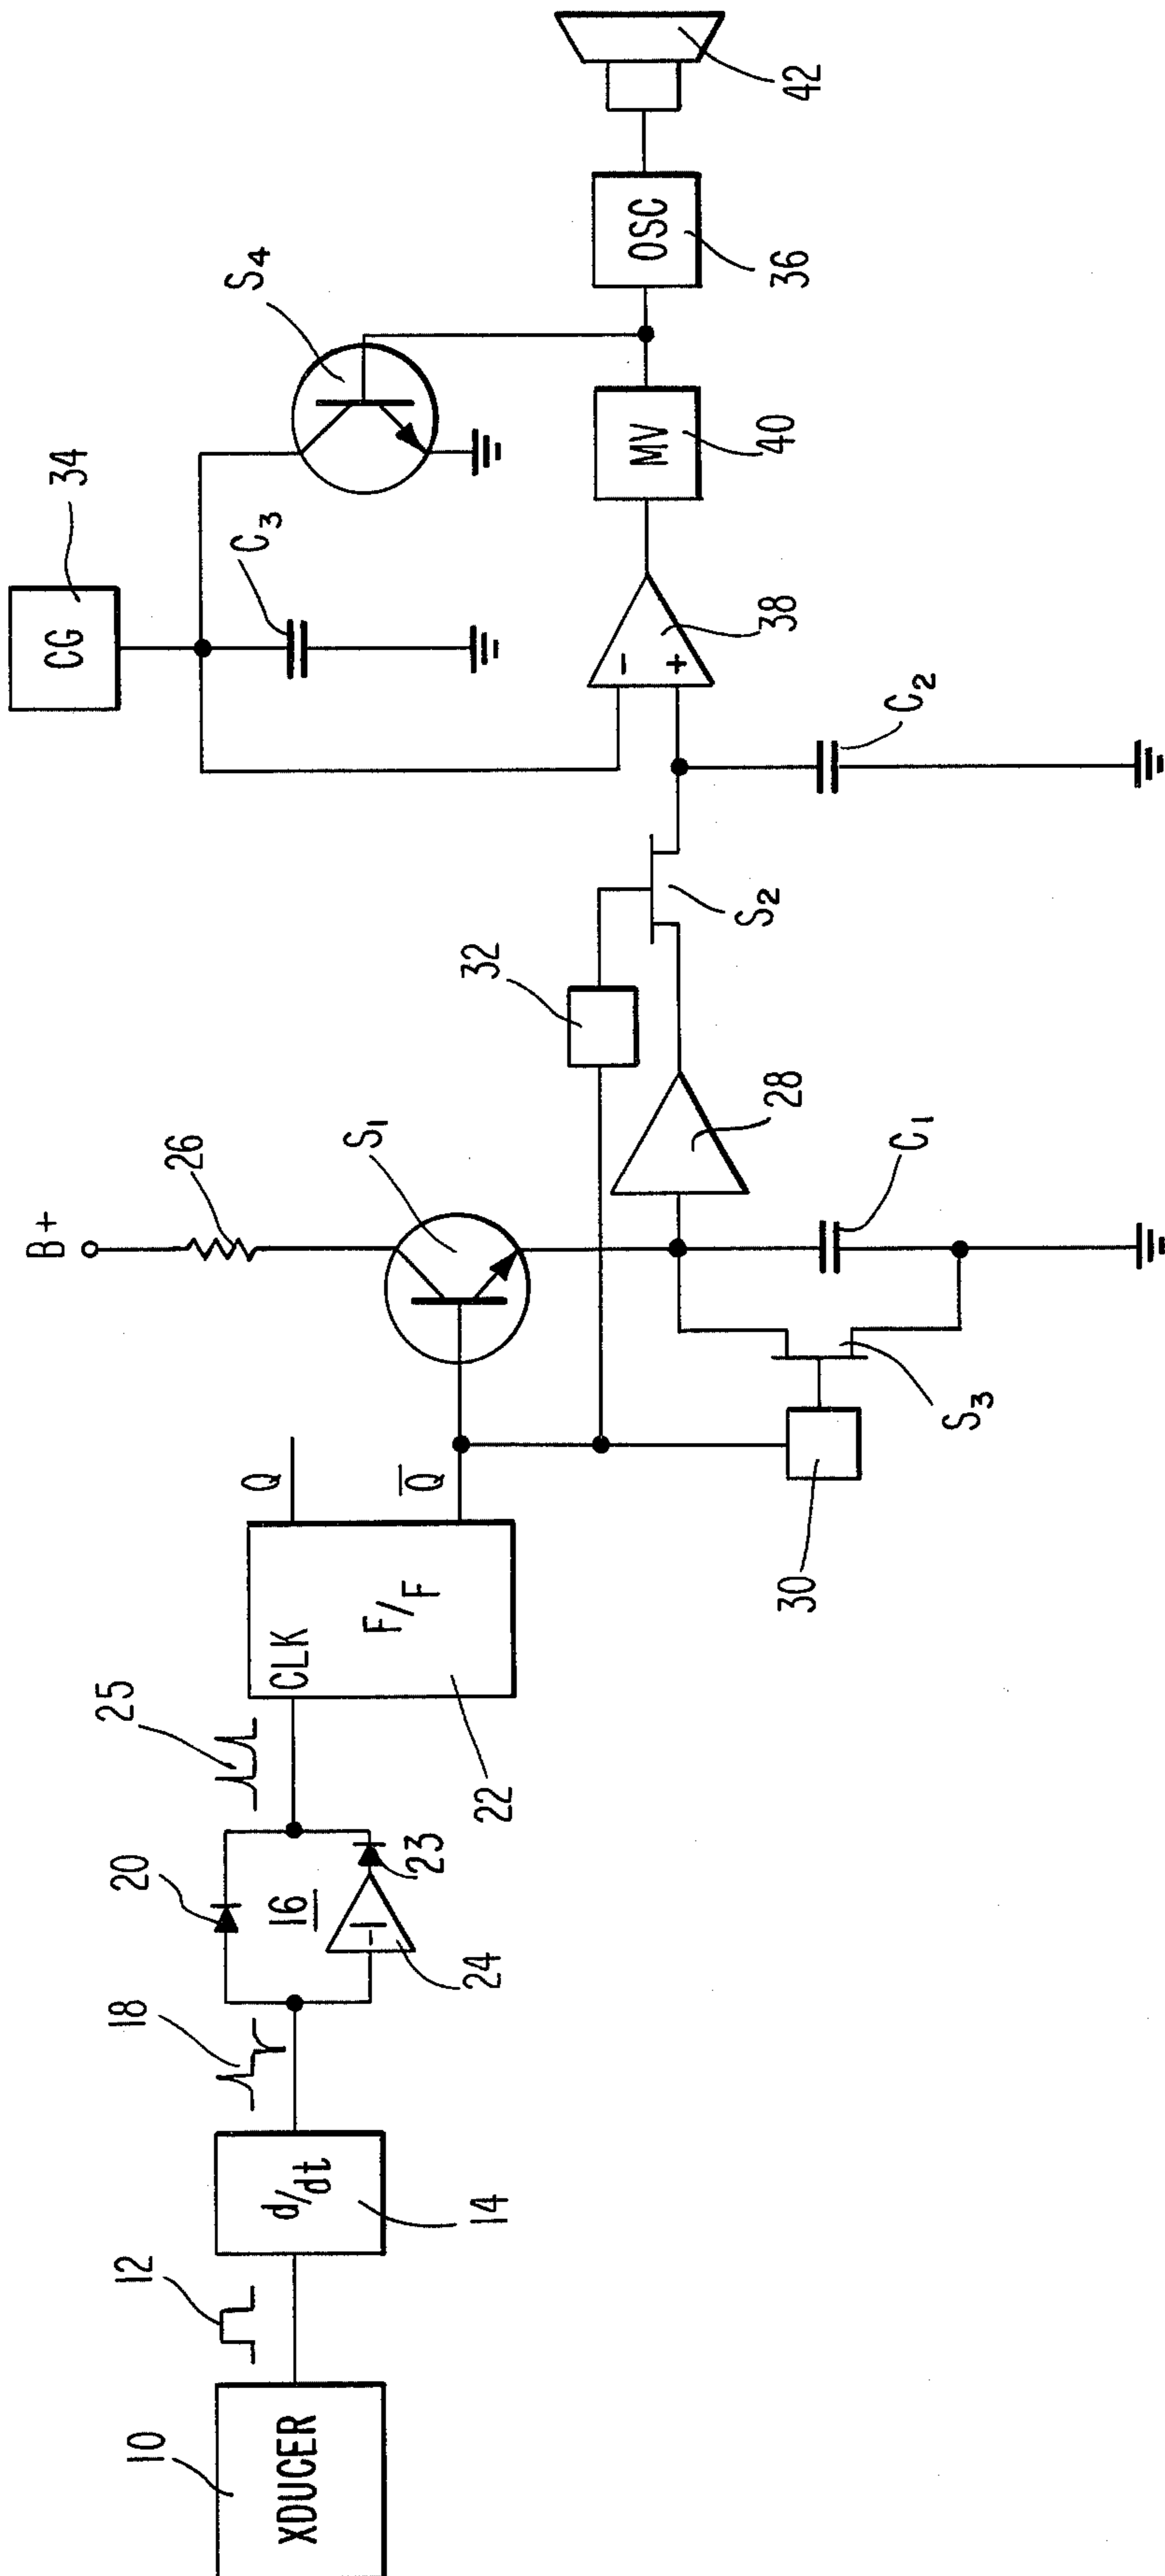 10
XDUCER
12
d/dt
14
18
20
16
-1
24
23
25
CLK
F/F
22
Q
Q̅
B+
26
S1
30
S3
C1
28
32
S2
C2
CG
34
C3
S4
-
+
38
MV
40
OSC
36
42